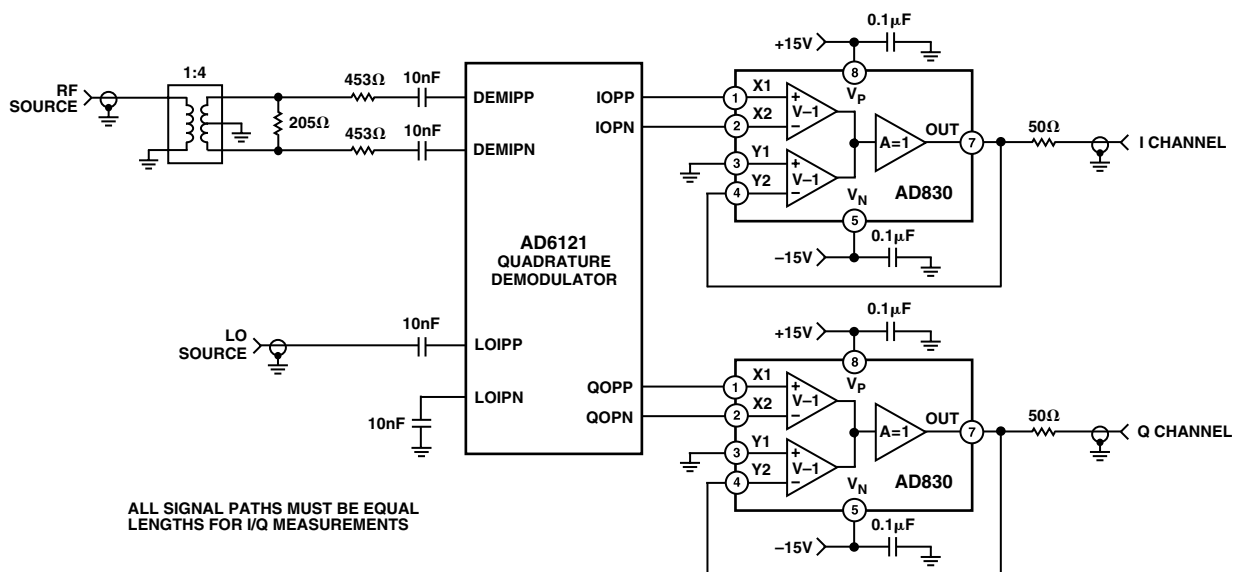 1:4
RF
SOURCE
453Ω
10nF
205Ω
453Ω
10nF
DEMIPP
DEMIPN
IOPP
IOPN
AD6121
QUADRATURE
DEMODULATOR
LO
SOURCE
10nF
LOIPP
LOIPN
10nF
QOPP
QOPN
0.1µF
+15V
8
VP
1
X1
2
X2
3
Y1
4
Y2
+
V–1
–
+
V–1
–
A=1
OUT
7
AD830
VN
5
50Ω
I CHANNEL
0.1µF
–15V
0.1µF
+15V
8
VP
1
X1
2
X2
3
Y1
4
Y2
+
V–1
–
+
V–1
–
A=1
OUT
7
AD830
VN
5
50Ω
Q CHANNEL
0.1µF
–15V
ALL SIGNAL PATHS MUST BE EQUAL
LENGTHS FOR I/Q MEASUREMENTS